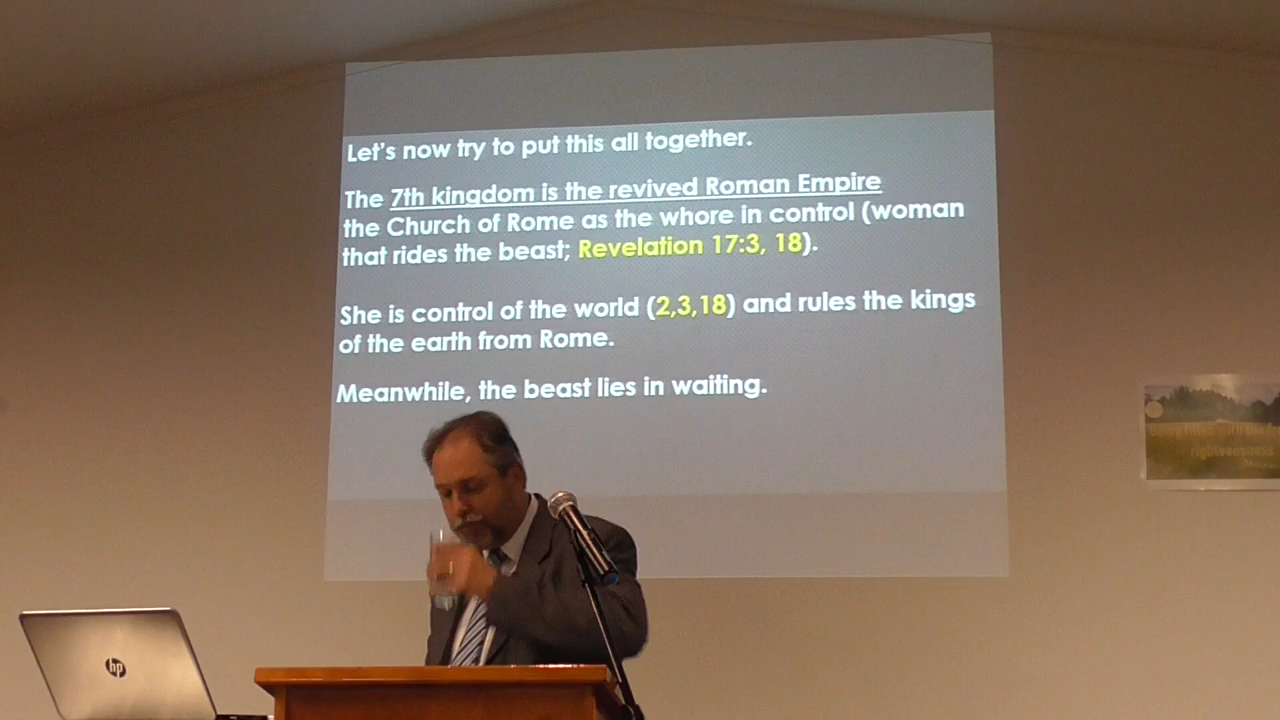 Let's now try to put this all together.
The 7th kingdom is the revived Roman Empire
the Church of Rome as the whore in control (woman
that rides the beast; Revelation 17:3, 18).
She is control of the world (2,3,18) and rules the kings
of the earth from Rome.
Meanwhile, the beast lies in waiting.
righteousness
hp